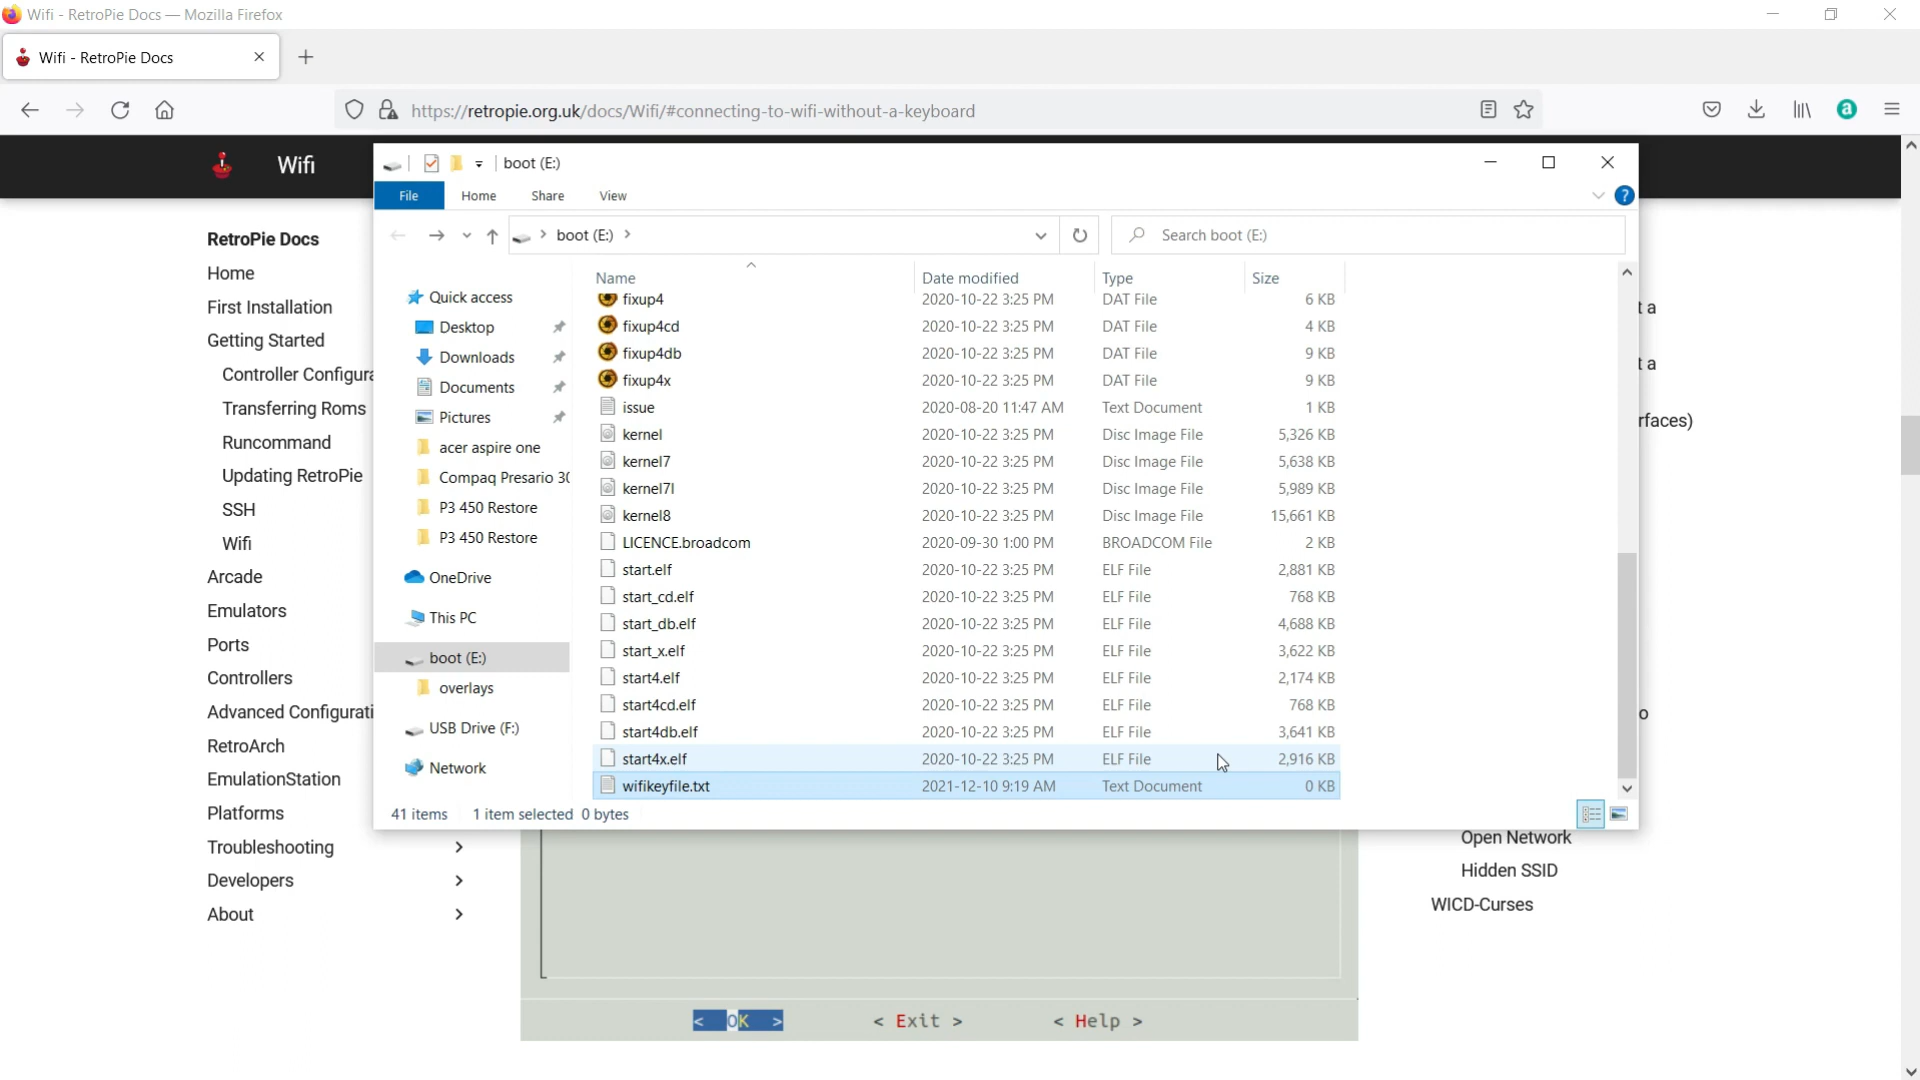 Wifi - RetroPie Docs — Mozilla Firefox
Wifi - RetroPie Docs
https://retropie.org.uk/docs/Wifi/#connecting-to-wifi-without-a-keyboard
a
Wifi
boot (E:)
File Home Share View
?
boot (E:)
Search boot (E:)
RetroPie Docs
Home
First Installation
Getting Started
Controller Configura
Transferring Roms
Runcommand
Updating RetroPie
SSH
Wifi
Arcade
Emulators
Ports
Controllers
Advanced Configurati
RetroArch
EmulationStation
Platforms
Troubleshooting
Developers
About
Quick access
Desktop
Downloads
Documents
Pictures
acer aspire one
Compaq Presario 30
P3 450 Restore
P3 450 Restore
OneDrive
This PC
boot (E:)
overlays
USB Drive (F:)
Network
Name Date modified Type Size
fixup4 2020-10-22 3:25 PM DAT File 6 KB
fixup4cd 2020-10-22 3:25 PM DAT File 4 KB
fixup4db 2020-10-22 3:25 PM DAT File 9 KB
fixup4x 2020-10-22 3:25 PM DAT File 9 KB
issue 2020-08-20 11:47 AM Text Document 1 KB
kernel 2020-10-22 3:25 PM Disc Image File 5,326 KB
kernel7 2020-10-22 3:25 PM Disc Image File 5,638 KB
kernel7l 2020-10-22 3:25 PM Disc Image File 5,989 KB
kernel8 2020-10-22 3:25 PM Disc Image File 15,661 KB
LICENCE.broadcom 2020-09-30 1:00 PM BROADCOM File 2 KB
start.elf 2020-10-22 3:25 PM ELF File 2,881 KB
start_cd.elf 2020-10-22 3:25 PM ELF File 768 KB
start_db.elf 2020-10-22 3:25 PM ELF File 4,688 KB
start_x.elf 2020-10-22 3:25 PM ELF File 3,622 KB
start4.elf 2020-10-22 3:25 PM ELF File 2,174 KB
start4cd.elf 2020-10-22 3:25 PM ELF File 768 KB
start4db.elf 2020-10-22 3:25 PM ELF File 3,641 KB
start4x.elf 2020-10-22 3:25 PM ELF File 2,916 KB
wifikeyfile.txt 2021-12-10 9:19 AM Text Document 0 KB
41 items 1 item selected 0 bytes
t a
t a
rfaces)
o
Open Network
Hidden SSID
WICD-Curses
< OK > < Exit > < Help >